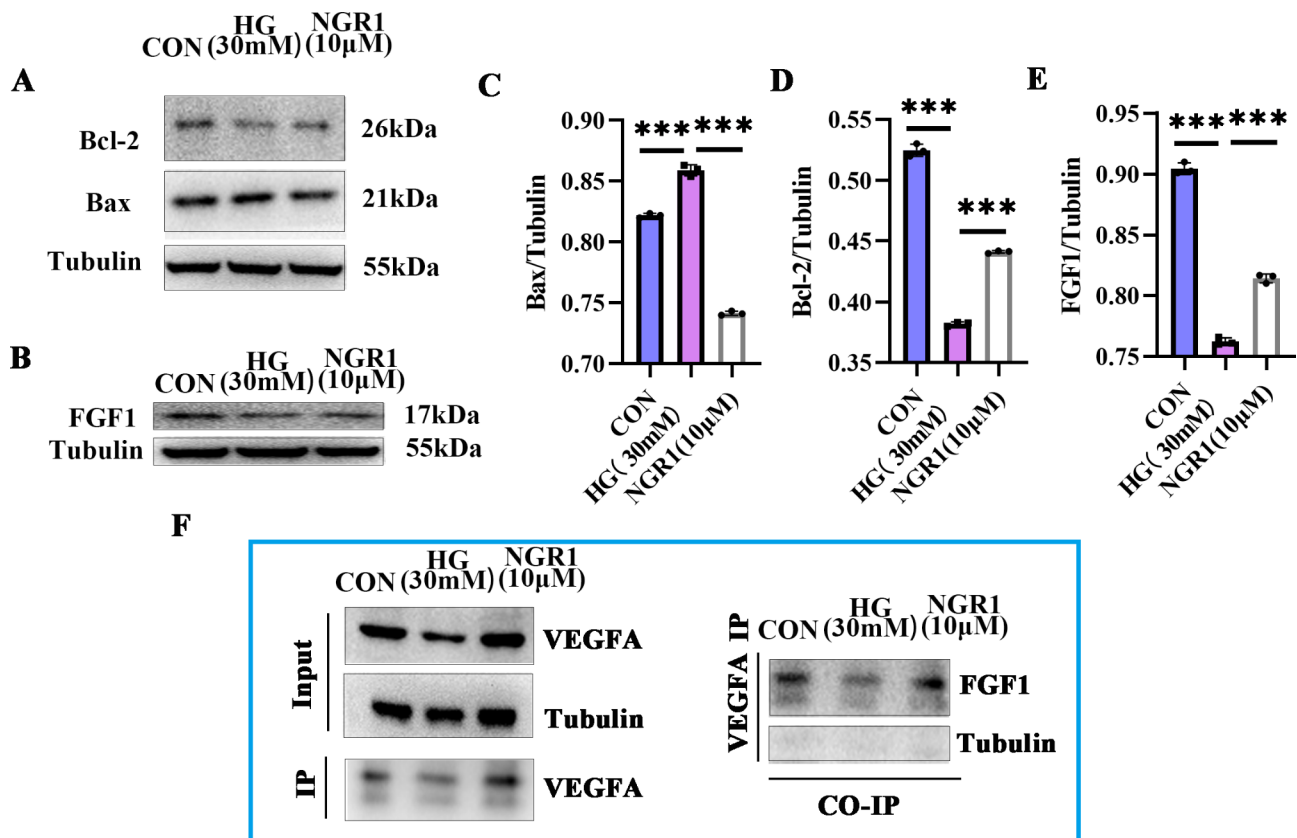 HG NGR1
CON (30mM) (10μM)
A
Bcl-2 26kDa
Bax 21kDa
Tubulin 55kDa
B
HG NGR1
CON (30mM) (10μM)
FGF1 17kDa
Tubulin 55kDa
C
*** ***
0.90
0.85
0.80
0.75
0.70
Bax/Tubulin
CON
HG( 30mM)
NGR1(10μM)
D
***
***
0.55
0.50
0.45
0.40
0.35
Bcl-2/Tubulin
CON
HG( 30mM)
NGR1(10μM)
E
*** ***
0.95
0.90
0.85
0.80
0.75
FGF1/Tubulin
CON
HG( 30mM)
NGR1(10μM)
F
HG NGR1
CON (30mM) (10μM)
Input
VEGFA
Tubulin
IP
VEGFA
HG NGR1
CON (30mM) (10μM)
VEGFA IP
FGF1
Tubulin
CO-IP